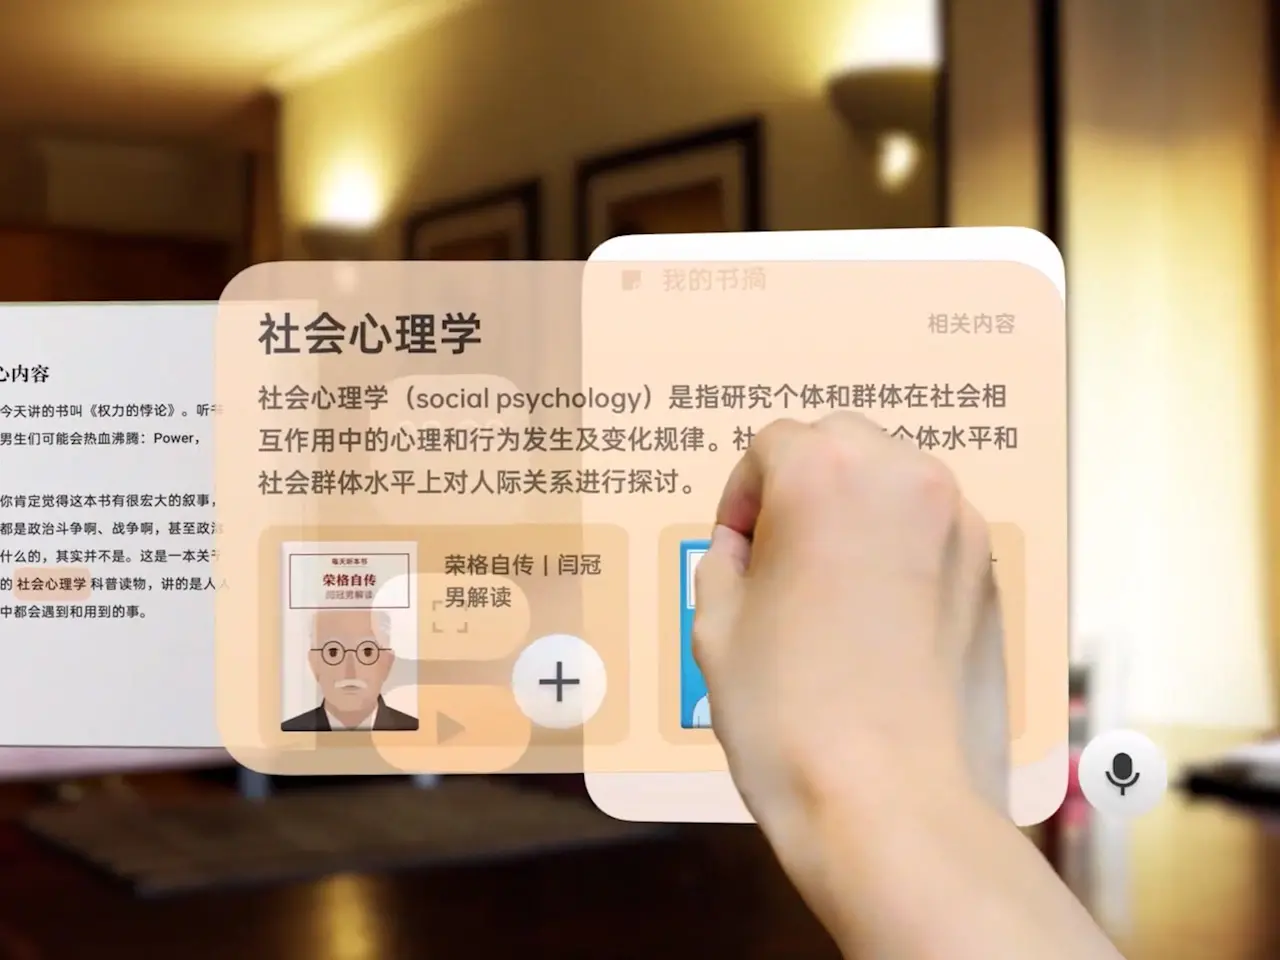 心内容
今天讲的书叫《权力的悖论》。听书
男生们可能会热血沸腾：Power，
你肯定觉得这本书有很宏大的叙事，
都是政治斗争啊、战争啊，甚至政治
什么的，其实并不是。这是一本关于
的 社会心理学 科普读物，讲的是人人
中都会遇到和用到的事。
我的书摘
社会心理学
相关内容
社会心理学（social psychology）是指研究个体和群体在社会相
互作用中的心理和行为发生及变化规律。社 个体水平和
社会群体水平上对人际关系进行探讨。
每天听本书
荣格自传
闫冠男解读
荣格自传 | 闫冠
男解读